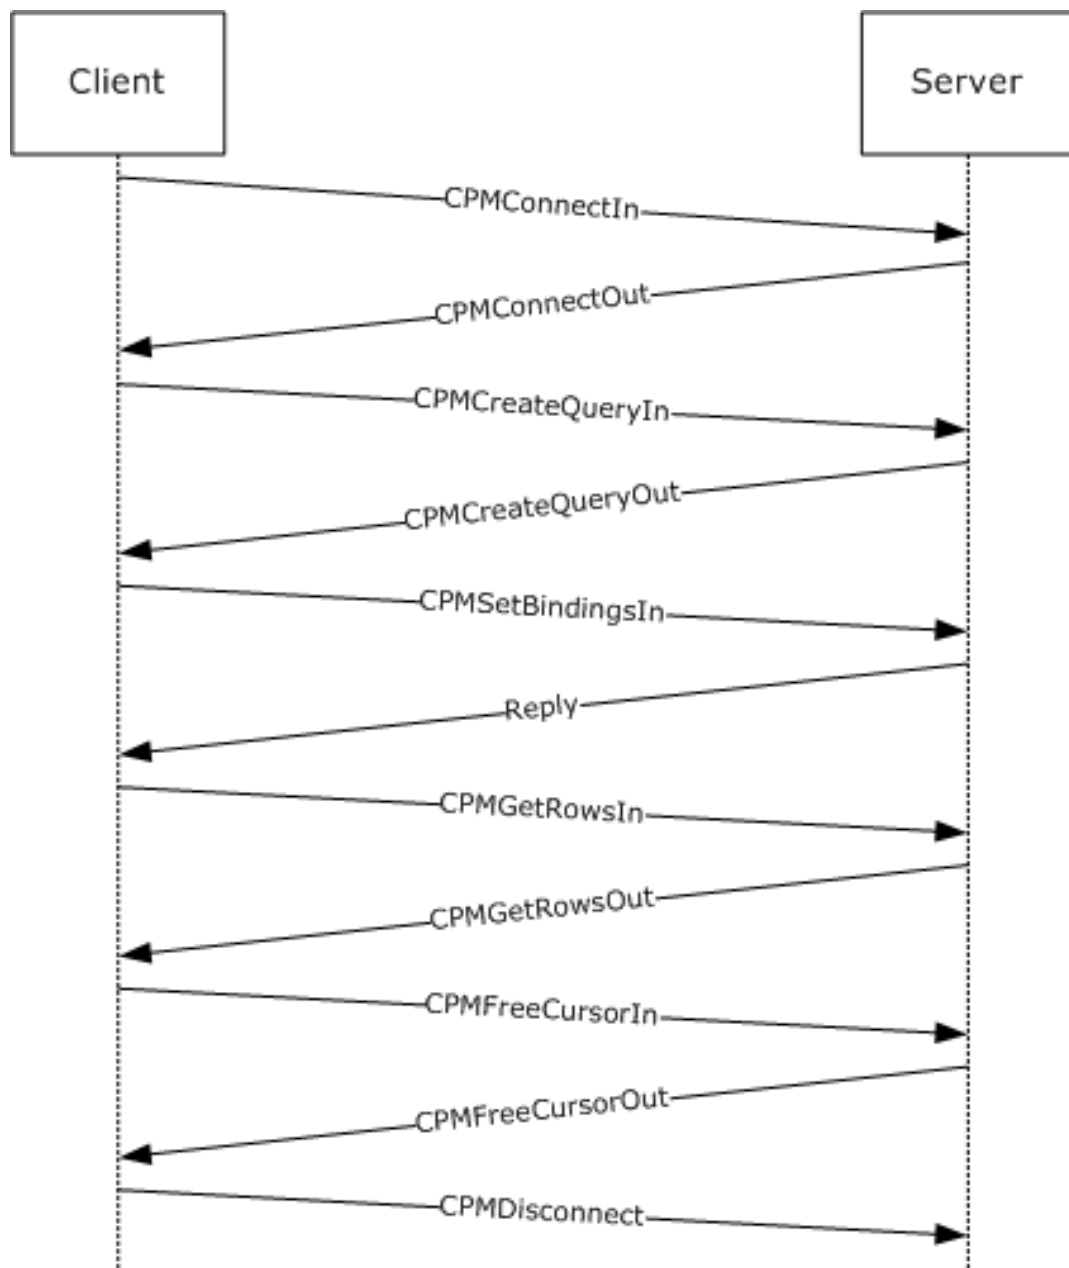 Client
Server
CPMConnectIn
CPMConnectOut
CPMCreateQueryIn
CPMCreateQueryOut
CPMSetBindingsIn
Reply
CPMGetRowsIn
CPMGetRowsOut
CPMFreeCursorIn
CPMFreeCursorOut
CPMDisconnect